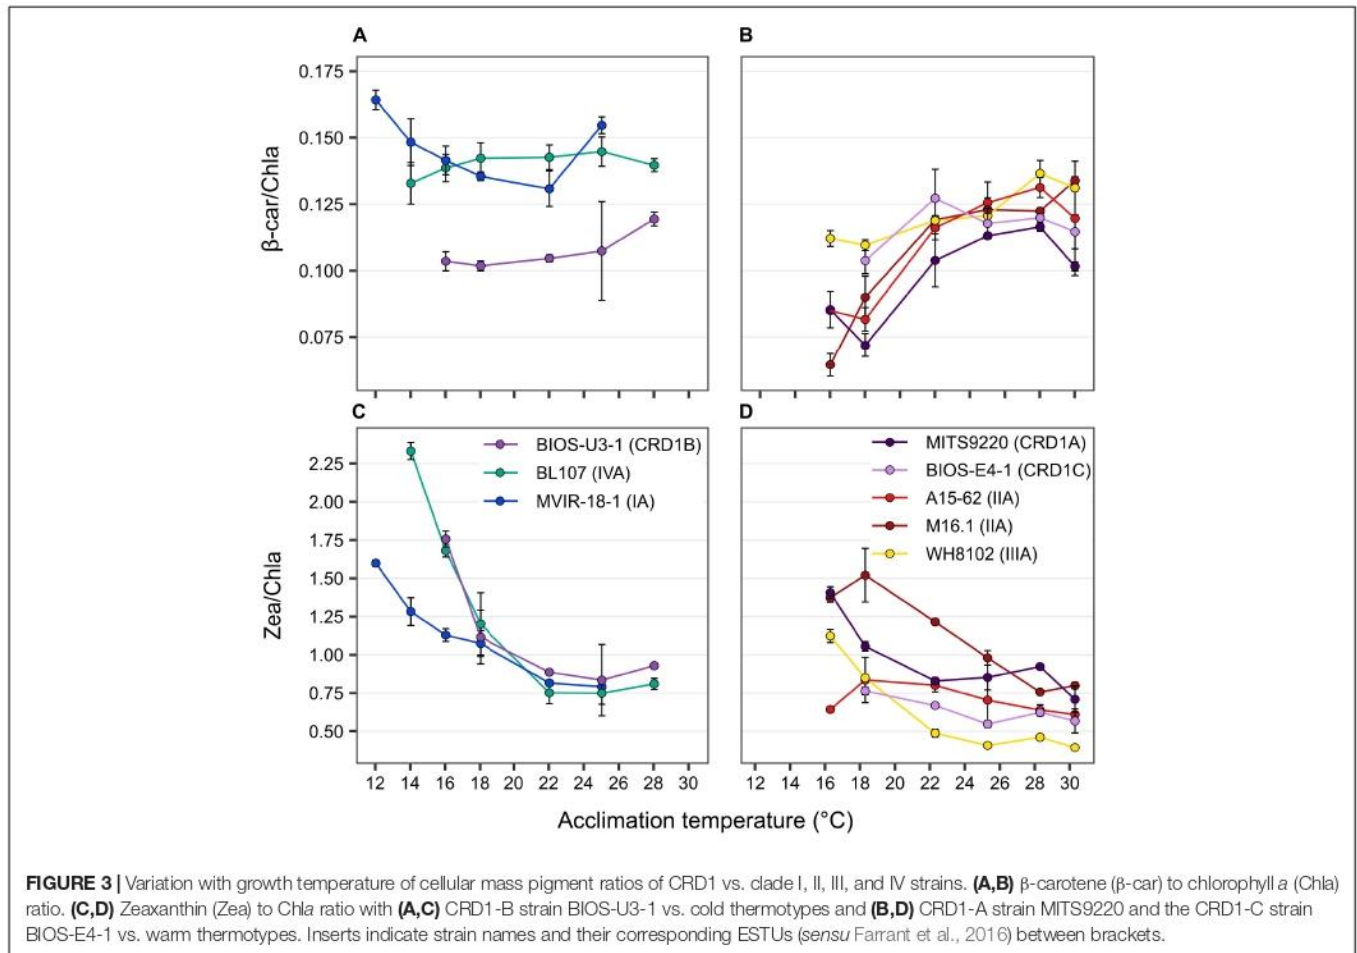 A
B
0.175
0.150
0.125
0.100
0.075
β-car/Chla
C
D
BIOS-U3-1 (CRD1B)
BL107 (IVA)
MVIR-18-1 (IA)
MITS9220 (CRD1A)
BIOS-E4-1 (CRD1C)
A15-62 (IIA)
M16.1 (IIA)
WH8102 (IIIA)
2.25
2.00
1.75
1.50
1.25
1.00
0.75
0.50
Zea/Chla
12 14 16 18 20 22 24 26 28 30
12 14 16 18 20 22 24 26 28 30
Acclimation temperature (°C)
FIGURE 3 | Variation with growth temperature of cellular mass pigment ratios of CRD1 vs. clade I, II, III, and IV strains. (A,B) β-carotene (β-car) to chlorophyll a (Chla)
ratio. (C,D) Zeaxanthin (Zea) to Chla ratio with (A,C) CRD1-B strain BIOS-U3-1 vs. cold thermotypes and (B,D) CRD1-A strain MITS9220 and the CRD1-C strain
BIOS-E4-1 vs. warm thermotypes. Inserts indicate strain names and their corresponding ESTUs (sensu Farrant et al., 2016) between brackets.